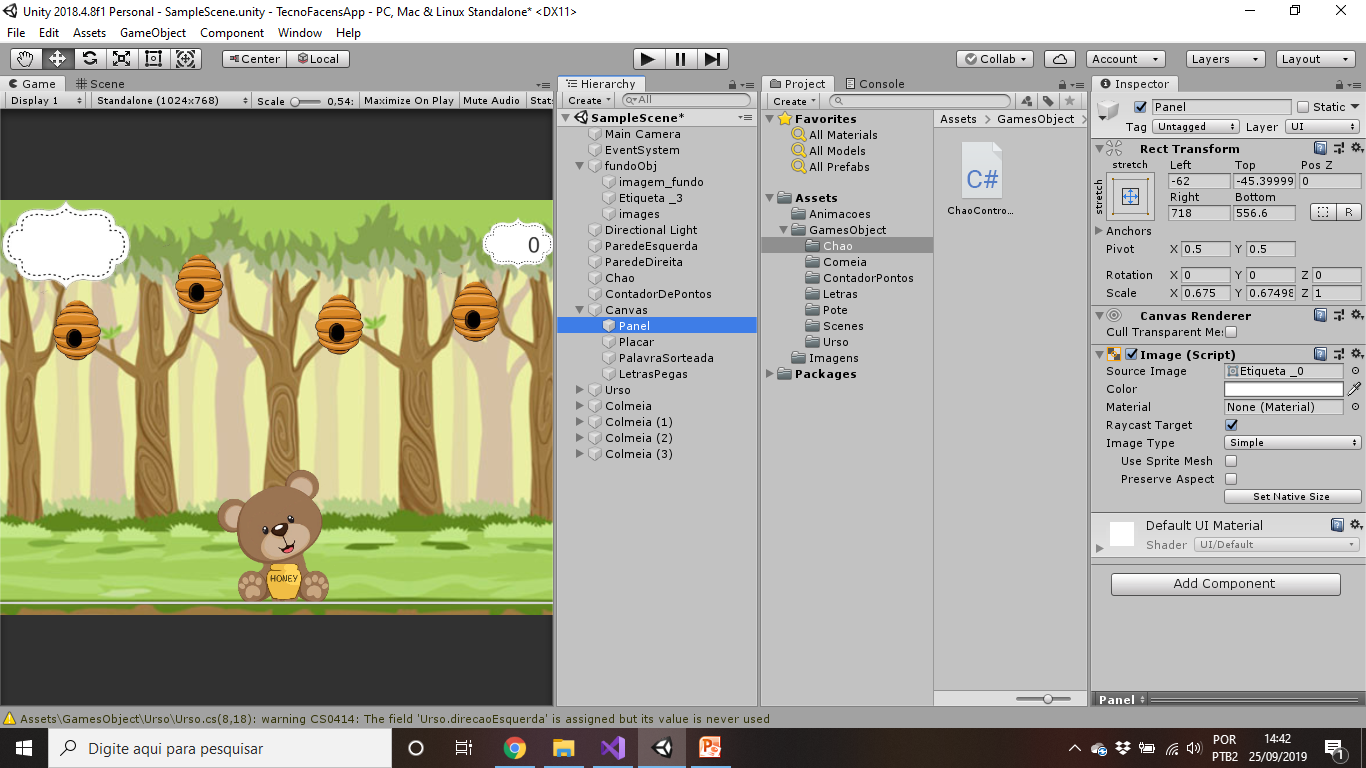 Unity 2018.4.8f1 Personal - SampleScene.unity - TecnoFacensApp - PC, Mac & Linux Standalone* <DX11>
File Edit Assets GameObject Component Window Help
Center Local Collab Account Layers Layout
Game Scene
Display 1 Standalone (1024x768) Scale 0,54: Maximize On Play Mute Audio Stat:
0
HONEY
Hierarchy
Create All
SampleScene*
Main Camera
EventSystem
fundoObj
imagem_fundo
Etiqueta _3
images
Directional Light
ParedeEsquerda
ParedeDireita
Chao
ContadorDePontos
Canvas
Panel
Placar
PalavraSorteada
LetrasPegas
Urso
Colmeia
Colmeia (1)
Colmeia (2)
Colmeia (3)
Project Console
Create
Favorites
All Materials
All Models
All Prefabs
Assets
Animacoes
GamesObject
Chao
Comeia
ContadorPontos
Letras
Pote
Scenes
Urso
Imagens
Packages
Assets > GamesObject >
C#
ChaoContro...
Inspector
Panel Static
Tag Untagged Layer UI
Rect Transform
stretch Left Top Pos Z
stretch -62 -45.39999 0
Right Bottom
718 556.6 R
Anchors
Pivot X 0.5 Y 0.5
Rotation X 0 Y 0 Z 0
Scale X 0.675 Y 0.67498 Z 1
Canvas Renderer
Cull Transparent Me:
Image (Script)
Source Image Etiqueta _0
Color
Material None (Material)
Raycast Target
Image Type Simple
Use Sprite Mesh
Preserve Aspect
Set Native Size
Default UI Material
Shader UI/Default
Add Component
Panel
Assets\GamesObject\Urso\Urso.cs(8,18): warning CS0414: The field 'Urso.direcaoEsquerda' is assigned but its value is never used
Digite aqui para pesquisar
POR
PTB2
14:42
25/09/2019
1